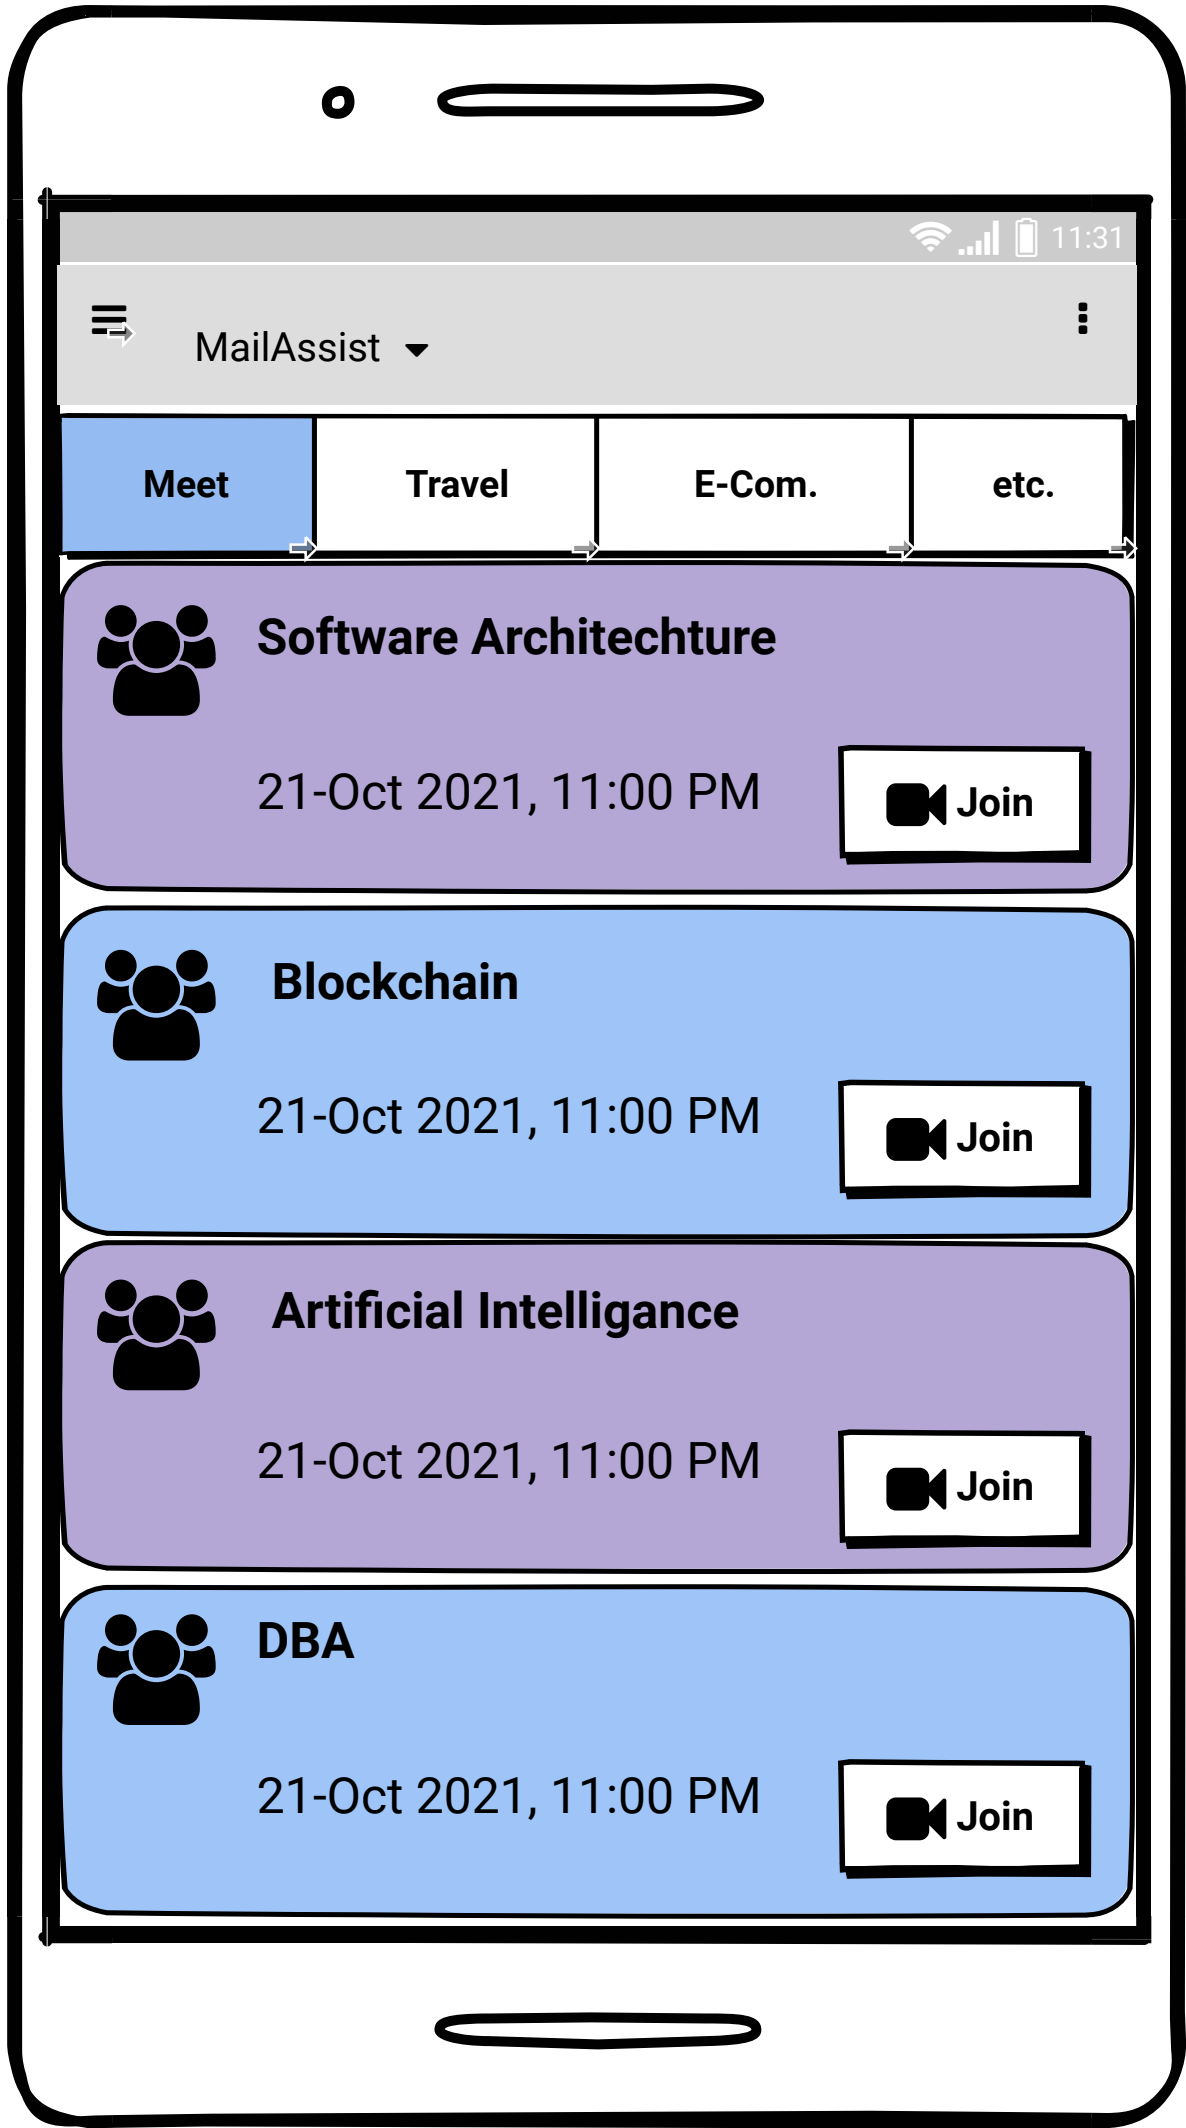 11:31
MailAssist
Meet Travel E-Com. etc.
Software Architechture
21-Oct 2021, 11:00 PM
Join
Blockchain
21-Oct 2021, 11:00 PM
Join
Artificial Intelligance
21-Oct 2021, 11:00 PM
Join
DBA
21-Oct 2021, 11:00 PM
Join